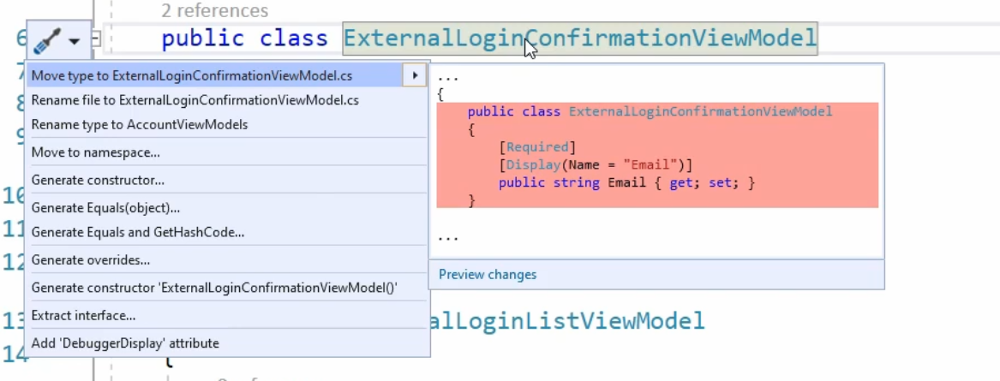 2 references
6 public class ExternalLoginConfirmationViewModel
7
Move type to ExternalLoginConfirmationViewModel.cs
8
Rename file to ExternalLoginConfirmationViewModel.cs
9
Rename type to AccountViewModels
Move to namespace...
10
Generate constructor...
11
Generate Equals(object)...
Generate Equals and GetHashCode...
12
Generate overrides...
Generate constructor 'ExternalLoginConfirmationViewModel()'
Extract interface...
Add 'DebuggerDisplay' attribute
...
{
public class ExternalLoginConfirmationViewModel
{
[Required]
[Display(Name = "Email")]
public string Email { get; set; }
}
...
Preview changes
13 alLoginListViewModel
14 {